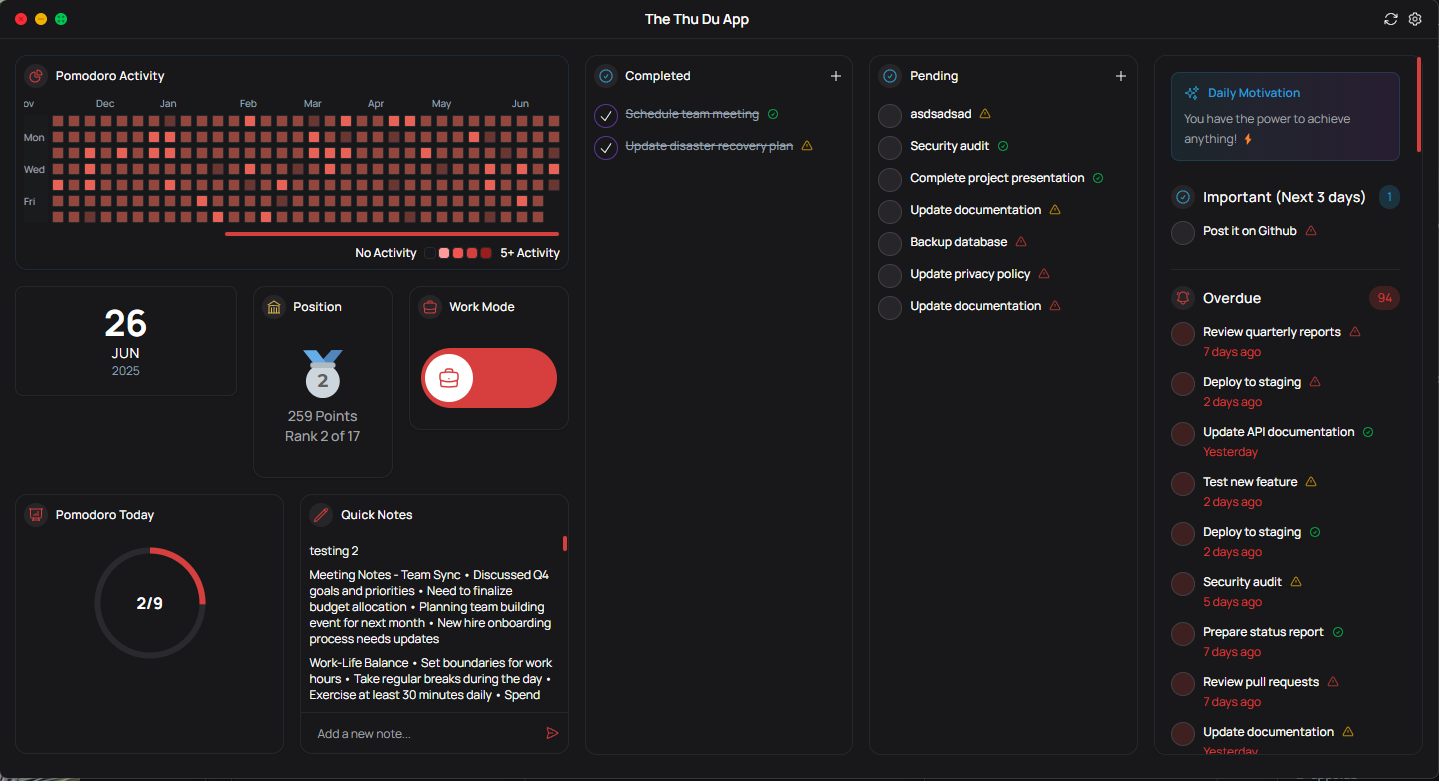 The Thu Du App
Pomodoro Activity
ov Dec Jan Feb Mar Apr May Jun
Mon
Wed
Fri
No Activity 5+ Activity
26
JUN
2025
Position
2
259 Points
Rank 2 of 17
Work Mode
Pomodoro Today
2/9
Quick Notes
testing 2
Meeting Notes - Team Sync • Discussed Q4
goals and priorities • Need to finalize
budget allocation • Planning team building
event for next month • New hire onboarding
process needs updates
Work-Life Balance • Set boundaries for work
hours • Take regular breaks during the day •
Exercise at least 30 minutes daily • Spend
Add a new note...
Completed
Schedule team meeting
Update disaster recovery plan
Pending
asdsadsad
Security audit
Complete project presentation
Update documentation
Backup database
Update privacy policy
Update documentation
Daily Motivation
You have the power to achieve
anything!
Important (Next 3 days) 1
Post it on Github
Overdue 94
Review quarterly reports
7 days ago
Deploy to staging
2 days ago
Update API documentation
Yesterday
Test new feature
2 days ago
Deploy to staging
2 days ago
Security audit
5 days ago
Prepare status report
7 days ago
Review pull requests
7 days ago
Update documentation
Yesterday